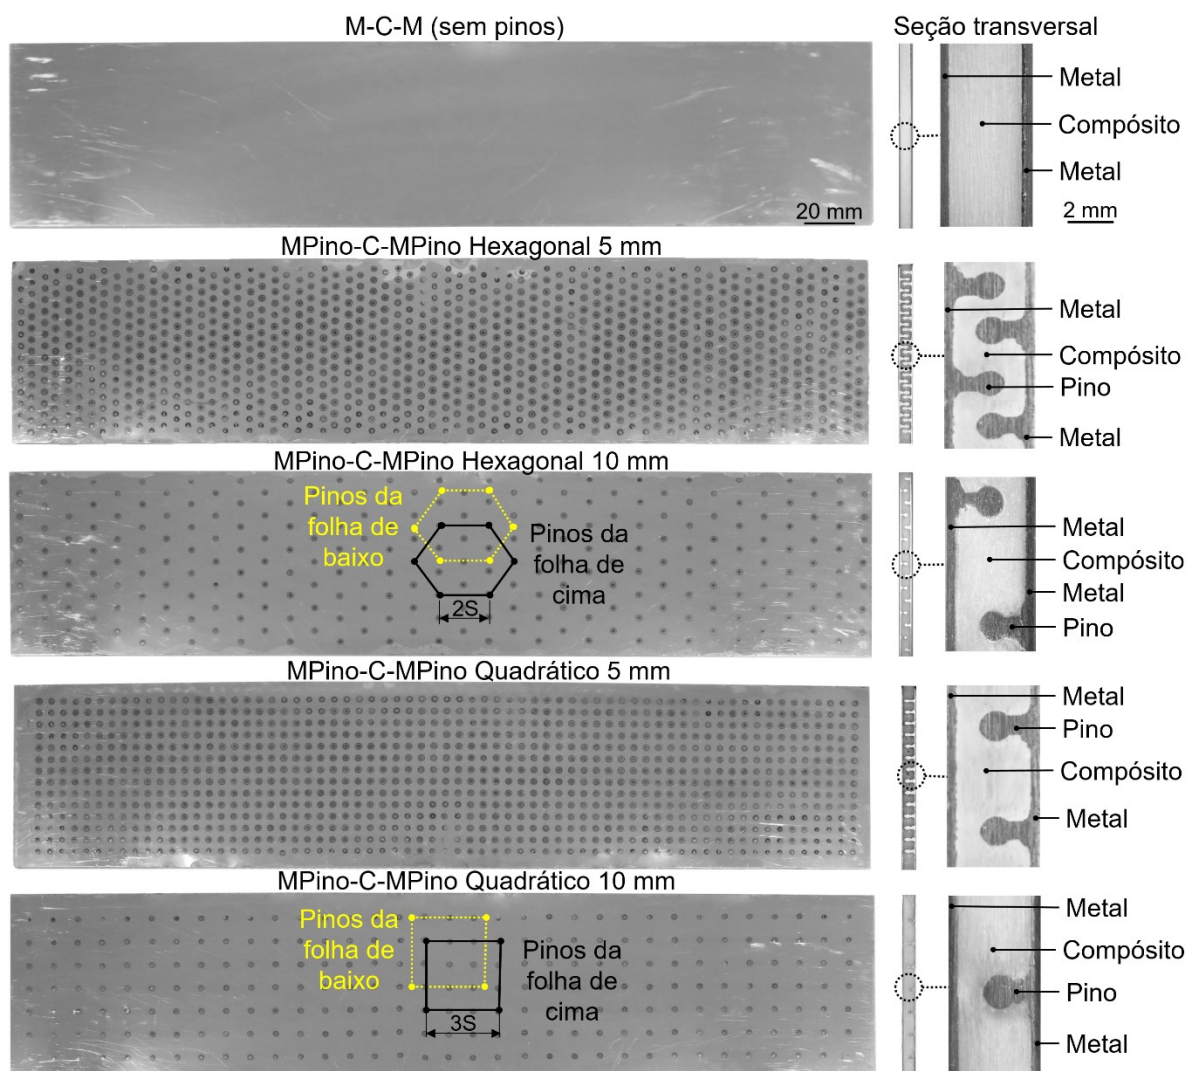 M-C-M (sem pinos)
Seção transversal
Metal
Compósito
Metal
20 mm
2 mm
MPino-C-MPino Hexagonal 5 mm
Metal
Compósito
Pino
Metal
MPino-C-MPino Hexagonal 10 mm
Pinos da
folha de
baixo
Pinos da
folha de
cima
2S
Metal
Compósito
Metal
Pino
MPino-C-MPino Quadrático 5 mm
Metal
Pino
Compósito
Metal
MPino-C-MPino Quadrático 10 mm
Pinos da
folha de
baixo
Pinos da
folha de
cima
3S
Metal
Compósito
Pino
Metal